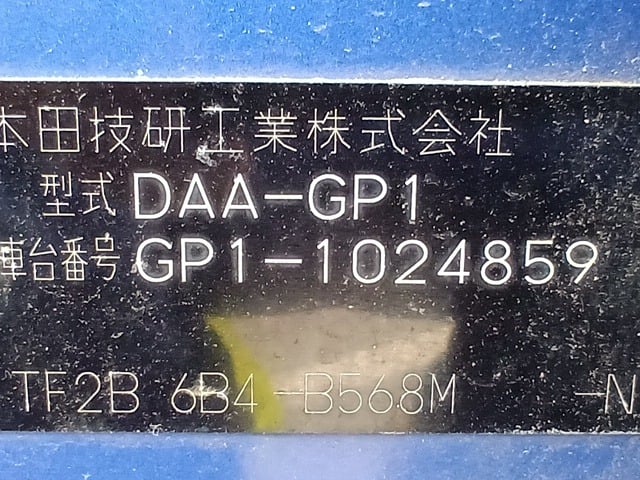 本田技研工業株式会社
型式 DAA-GP1
車台番号 GP1-1024859
TF2B 6B4-B568M -N